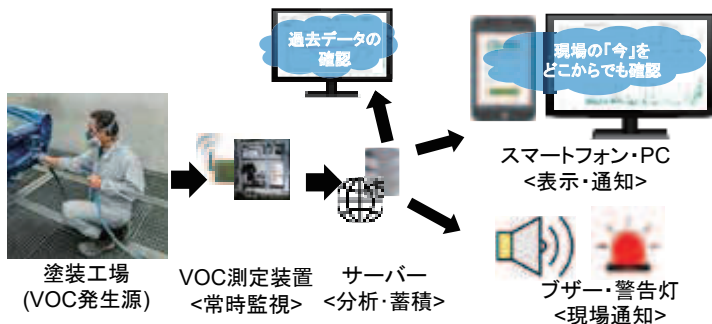 過去データの
確認
現場の「今」を
どこからでも確認
スマートフォン・PC
<表示・通知>
塗装工場
(VOC発生源)
VOC測定装置
<常時監視>
サーバー
<分析・蓄積>
ブザー・警告灯
<現場通知>